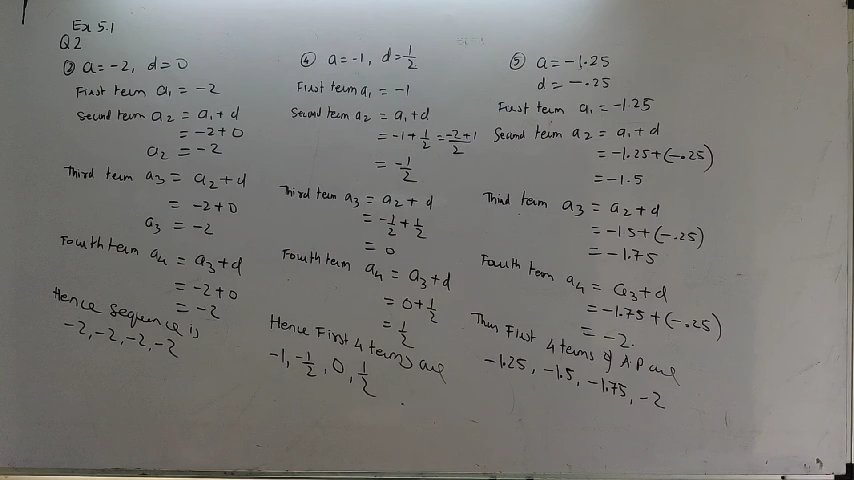 Ex 5.1
Q2
② a = -2, d = 0
First term a₁ = -2
Second term a₂ = a₁ + d
= -2+0
a₂ = -2
Third term a₃ = a₂ + d
= -2+0
a₃ = -2
Fourth term a₄ = a₃ + d
= -2+0
= -2
Hence sequence is
-2, -2, -2, -2
④ a = -1, d = 1/2
First term a₁ = -1
Second term a₂ = a₁ + d
= -1 + 1/2 = -2+1/2
= -1/2
Third term a₃ = a₂ + d
= -1/2 + 1/2
= 0
Fourth term a₄ = a₃ + d
= 0 + 1/2
= 1/2
Hence First 4 terms are
-1, -1/2, 0, 1/2
⑤ a = -1.25
d = -.25
First term a₁ = -1.25
Second term a₂ = a₁ + d
= -1.25 + (-.25)
= -1.5
Third term a₃ = a₂ + d
= -1.5 + (-.25)
= -1.75
Fourth term a₄ = a₃ + d
= -1.75 + (-.25)
= -2.
Thus First 4 terms of AP are
-1.25, -1.5, -1.75, -2